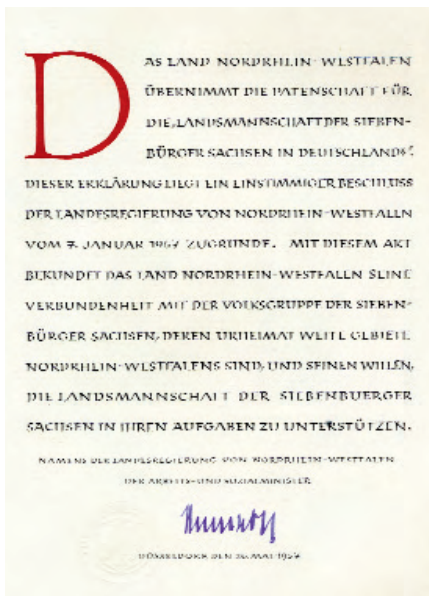 DAS LAND NORDRHEIN-WESTFALEN
ÜBERNIMMT DIE PATENSCHAFT FÜR
DIE „LANDSMANNSCHAFT DER SIEBEN-
BÜRGER SACHSEN IN DEUTSCHLAND“.
DIESER ERKLÄRUNG LIEGT EIN EINSTIMMIGER BESCHLUSS
DER LANDESREGIERUNG VON NORDRHEIN-WESTFALEN
VOM 7. JANUAR 1957 ZUGRUNDE. MIT DIESEM AKT
BEKUNDET DAS LAND NORDRHEIN-WESTFALEN SEINE
VERBUNDENHEIT MIT DER VOLKSGRUPPE DER SIEBEN-
BÜRGER SACHSEN, DEREN URHEIMAT WEITE GEBIETE
NORDRHEIN-WESTFALENS SIND, UND SEINEN WILLEN,
DIE LANDSMANNSCHAFT DER SIEBENBUERGER
SACHSEN IN IHREN AUFGABEN ZU UNTERSTÜTZEN.
NAMENS DER LANDESREGIERUNG VON NORDRHEIN-WESTFALEN
DER ARBEITS- UND SOZIALMINISTER
DÜSSELDORF, DEN 26. MAI 1957